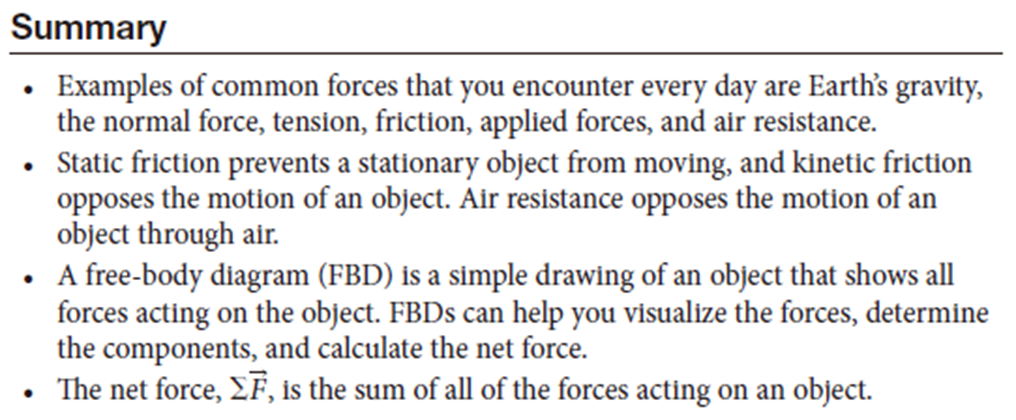 Summary
• Examples of common forces that you encounter every day are Earth's gravity,
the normal force, tension, friction, applied forces, and air resistance.
• Static friction prevents a stationary object from moving, and kinetic friction
opposes the motion of an object. Air resistance opposes the motion of an
object through air.
• A free-body diagram (FBD) is a simple drawing of an object that shows all
forces acting on the object. FBDs can help you visualize the forces, determine
the components, and calculate the net force.
• The net force, ΣF⃗, is the sum of all of the forces acting on an object.